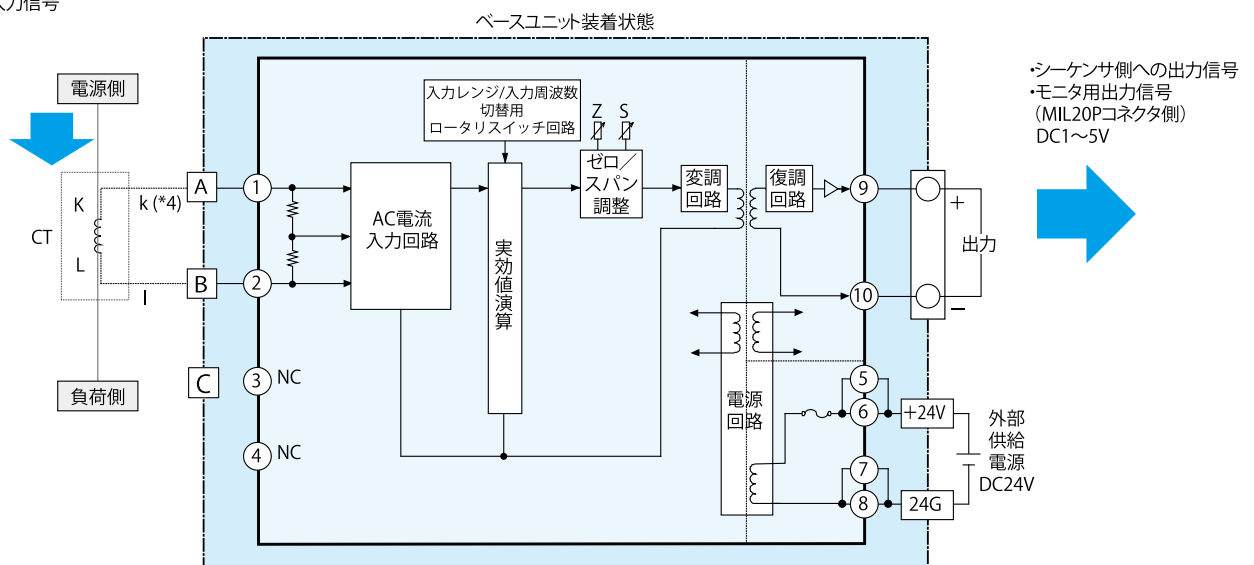 入力信号
ベースユニット装着状態
電源側
CT
K
L
k (*4)
l
負荷側
A
B
C
1
2
3
NC
4
NC
AC電流
入力回路
入力レンジ/入力周波数
切替用
ロータリスイッチ回路
実効値演算
Z
S
ゼロ／
スパン
調整
変調
回路
復調
回路
電源
回路
9
10
5
6
7
8
+
−
出力
+24V
24G
外部
供給
電源
DC24V
•シーケンサ側への出力信号
•モニタ用出力信号
（MIL20Pコネクタ側）
DC1～5V